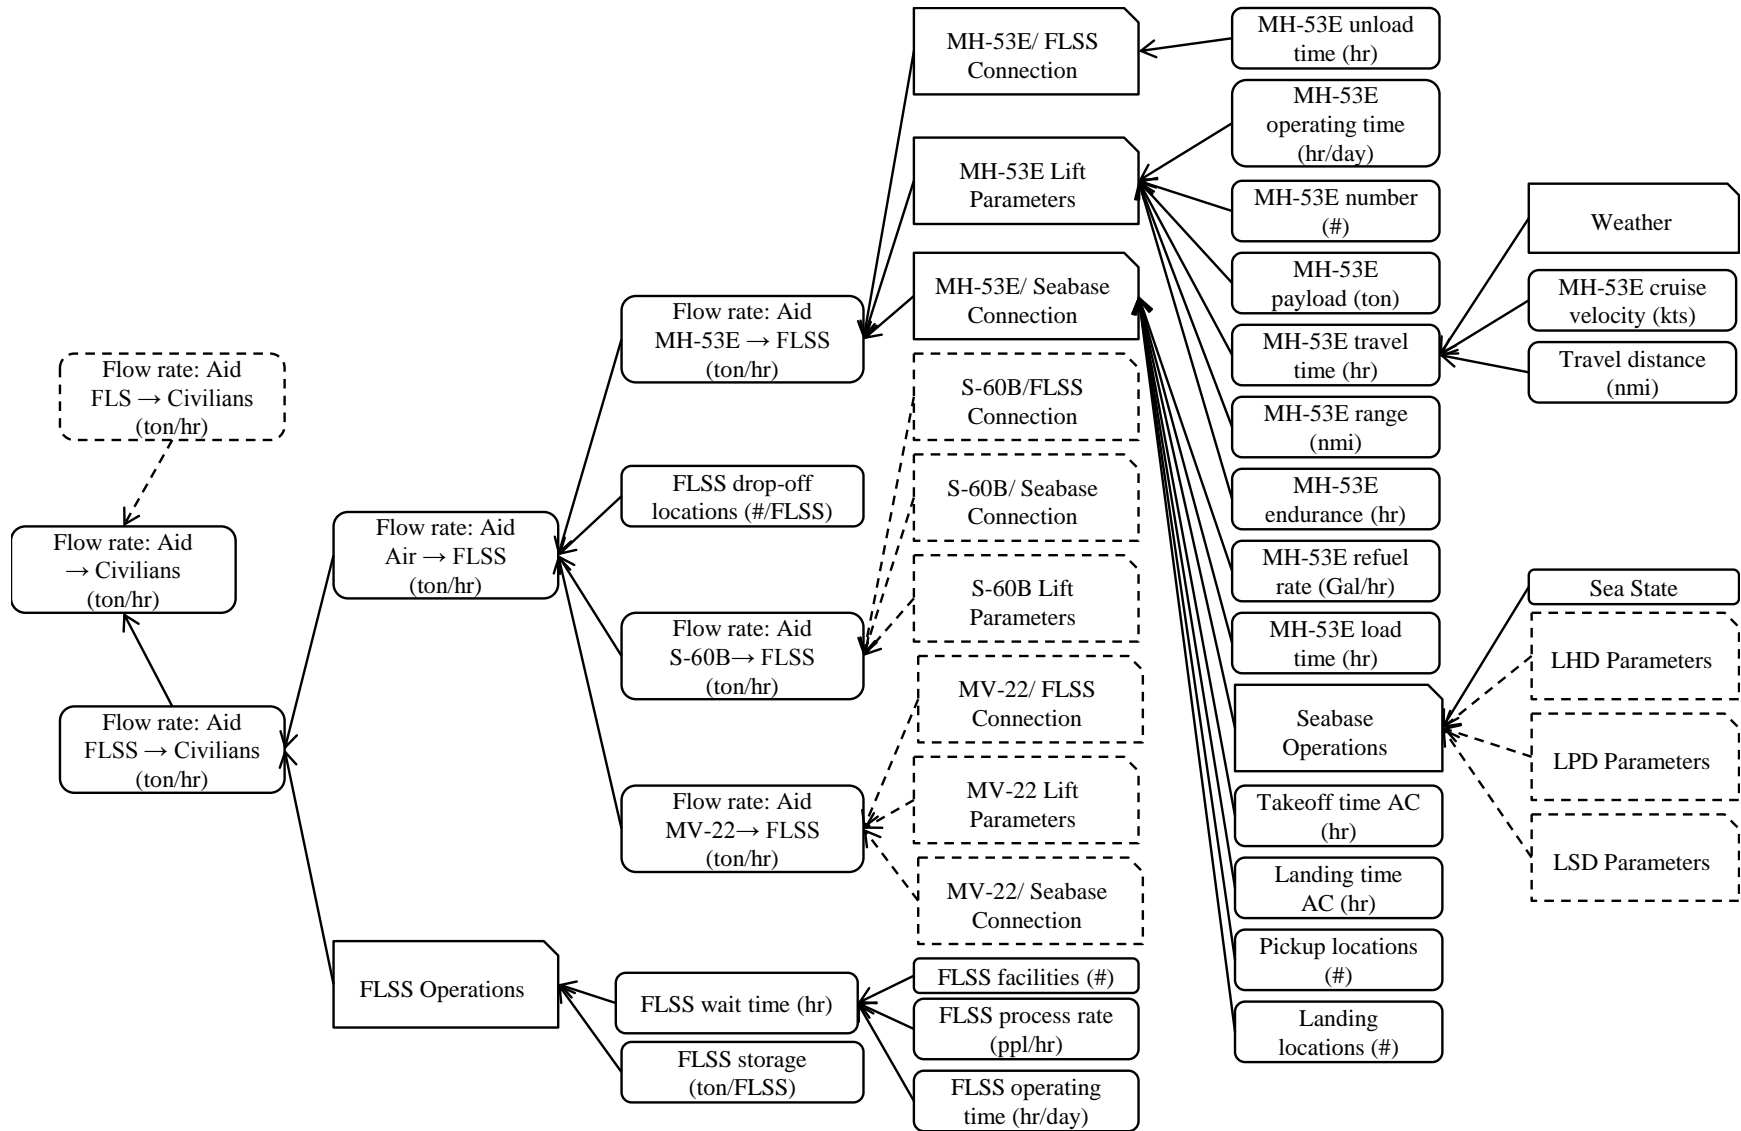 Flow rate: Aid
FLS → Civilians
(ton/hr)
Flow rate: Aid
→ Civilians
(ton/hr)
Flow rate: Aid
FLSS → Civilians
(ton/hr)
Flow rate: Aid
Air → FLSS
(ton/hr)
FLSS Operations
Flow rate: Aid
MH-53E → FLSS
(ton/hr)
FLSS drop-off
locations (#/FLSS)
Flow rate: Aid
S-60B→ FLSS
(ton/hr)
Flow rate: Aid
MV-22→ FLSS
(ton/hr)
FLSS wait time (hr)
FLSS storage
(ton/FLSS)
MH-53E/ FLSS
Connection
MH-53E Lift
Parameters
MH-53E/ Seabase
Connection
S-60B/FLSS
Connection
S-60B/ Seabase
Connection
S-60B Lift
Parameters
MV-22/ FLSS
Connection
MV-22 Lift
Parameters
MV-22/ Seabase
Connection
FLSS facilities (#)
FLSS process rate
(ppl/hr)
FLSS operating
time (hr/day)
MH-53E unload
time (hr)
MH-53E
operating time
(hr/day)
MH-53E number
(#)
MH-53E
payload (ton)
MH-53E travel
time (hr)
MH-53E range
(nmi)
MH-53E
endurance (hr)
MH-53E refuel
rate (Gal/hr)
MH-53E load
time (hr)
Seabase
Operations
Takeoff time AC
(hr)
Landing time
AC (hr)
Pickup locations
(#)
Landing
locations (#)
Weather
MH-53E cruise
velocity (kts)
Travel distance
(nmi)
Sea State
LHD Parameters
LPD Parameters
LSD Parameters